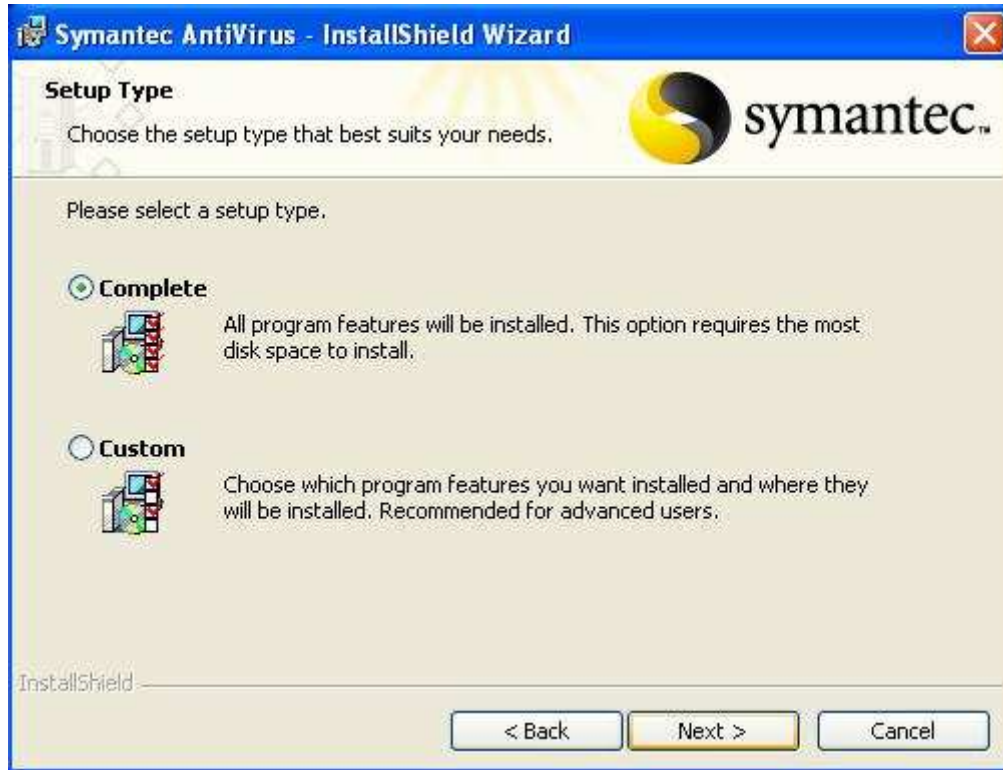 Symantec AntiVirus - InstallShield Wizard
Setup Type
Choose the setup type that best suits your needs.
symantec.
Please select a setup type.
Complete
All program features will be installed. This option requires the most
disk space to install.
Custom
Choose which program features you want installed and where they
will be installed. Recommended for advanced users.
InstallShield
< Back
Next >
Cancel